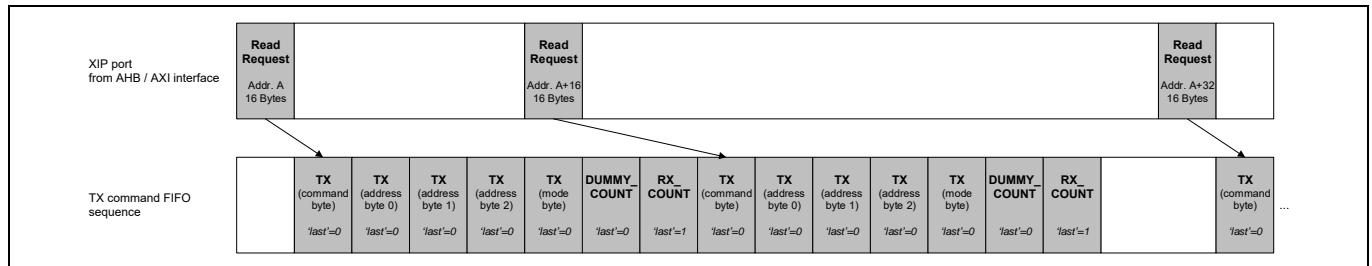 XIP port
from AHB / AXI interface
Read
Request
Addr. A
16 Bytes
Read
Request
Addr. A+16
16 Bytes
Read
Request
Addr. A+32
16 Bytes
TX command FIFO
sequence
TX
(command
byte)
'last'=0
TX
(address
byte 0)
'last'=0
TX
(address
byte 1)
'last'=0
TX
(address
byte 2)
'last'=0
TX
(mode
byte)
'last'=0
DUMMY_
COUNT
'last'=0
RX_
COUNT
'last'=1
TX
(command
byte)
'last'=0
TX
(address
byte 0)
'last'=0
TX
(address
byte 1)
'last'=0
TX
(address
byte 2)
'last'=0
TX
(mode
byte)
'last'=0
DUMMY_
COUNT
'last'=0
RX_
COUNT
'last'=1
TX
(command
byte)
'last'=0
...